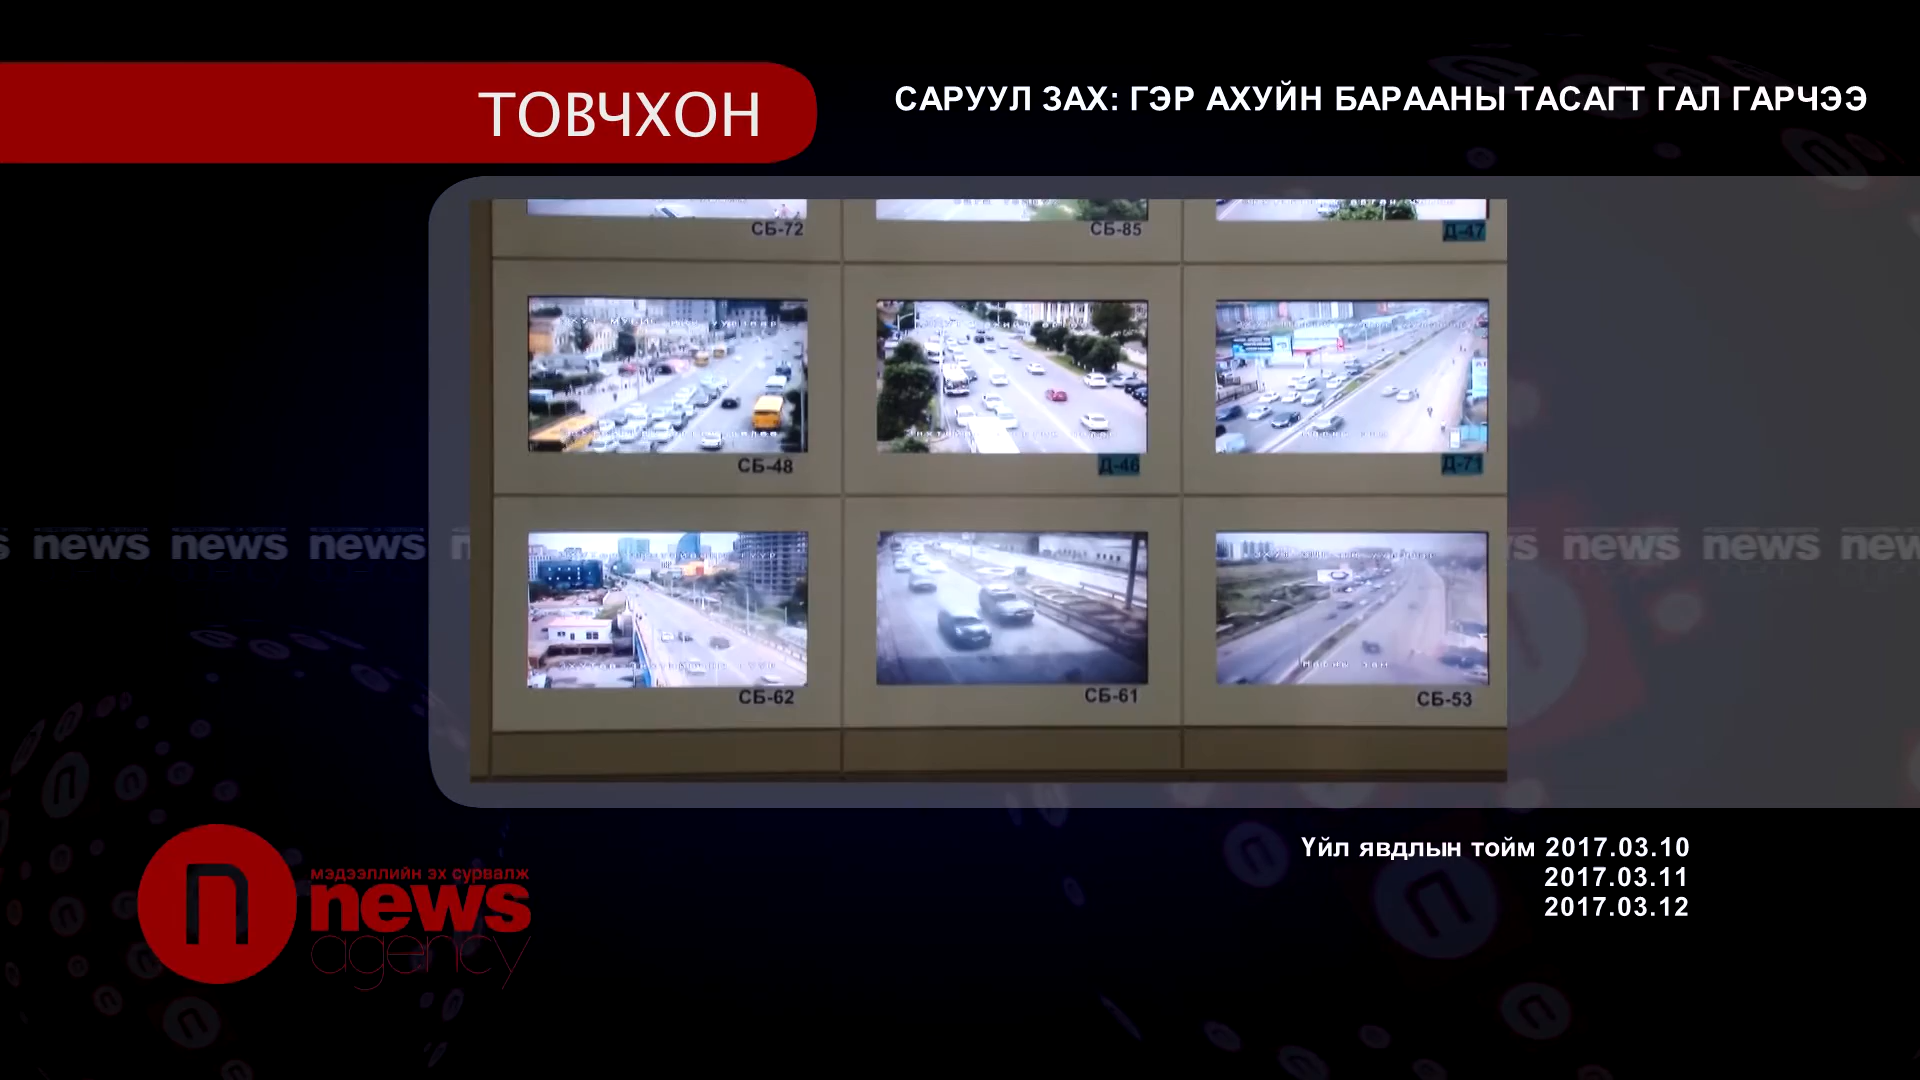 ТОВЧХОН
САРУУЛ ЗАХ: ГЭР АХУЙН БАРААНЫ ТАСАГТ ГАЛ ГАРЧЭЭ
СБ-72
СБ-85
Д-47
СБ-48
Д-46
Д-71
news news news
news news news
СБ-62
СБ-61
СБ-53
Үйл явдлын тойм 2017.03.10
2017.03.11
2017.03.12
мэдээллийн эх сурвалж
news
agency